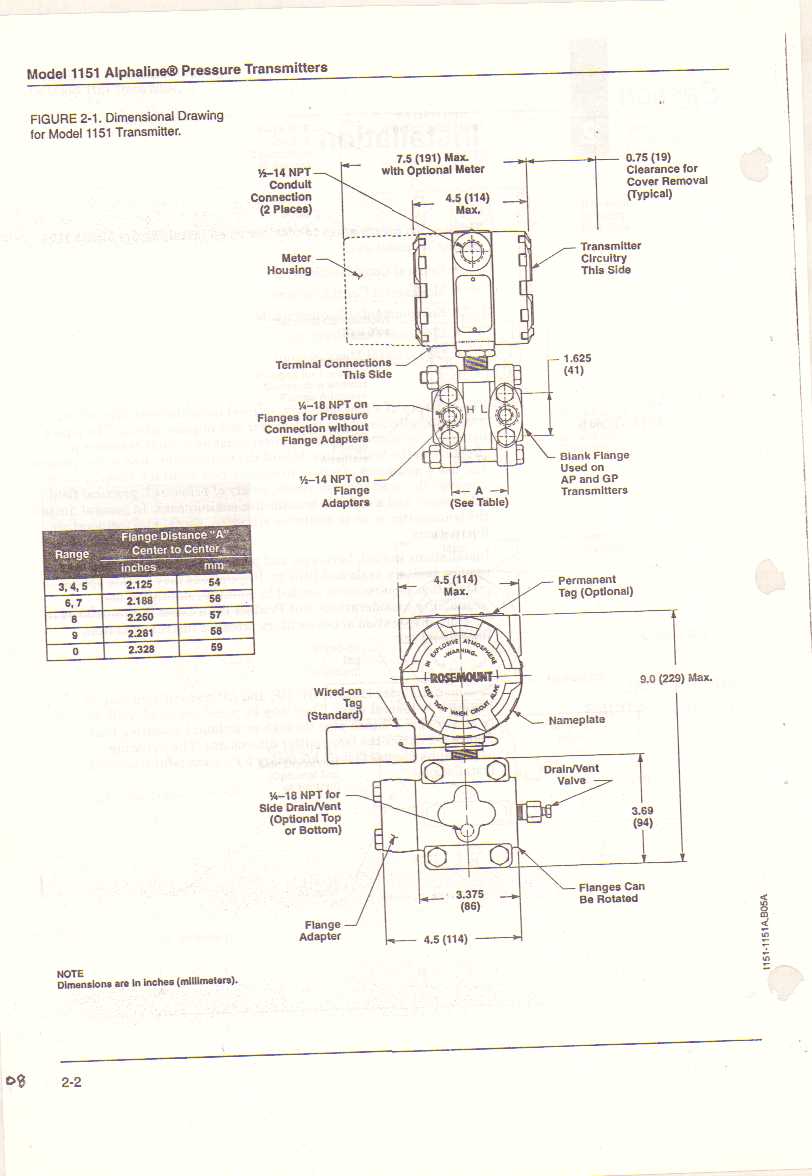 Model 1151 Alphaline® Pressure Transmitters
FIGURE 2-1. Dimensional Drawing
for Model 1151 Transmitter.
½–14 NPT
Conduit
Connection
(2 Places)
7.5 (191) Max.
with Optional Meter
4.5 (114)
Max.
0.75 (19)
Clearance for
Cover Removal
(Typical)
Meter
Housing
Transmitter
Circuitry
This Side
Terminal Connections
This Side
1.625
(41)
¼–18 NPT on
Flanges for Pressure
Connection without
Flange Adapters
H L
½–14 NPT on
Flange
Adapters
A
(See Table)
Blank Flange
Used on
AP and GP
Transmitters
Range
Flange Distance "A"
Center to Center
inches mm
3, 4, 5 2.125 54
6, 7 2.188 56
8 2.250 57
9 2.281 58
0 2.328 59
4.5 (114)
Max.
Permanent
Tag (Optional)
IN EXPLOSIVE ATMOSPHERE
-WARNING-
ROSEMOUNT
KEEP TIGHT WHEN CIRCUIT ALIVE
9.0 (229) Max.
Wired-on
Tag
(Standard)
Nameplate
Drain/Vent
Valve
¼–18 NPT for
Side Drain/Vent
(Optional Top
or Bottom)
3.69
(94)
3.375
(86)
Flanges Can
Be Rotated
Flange
Adapter
4.5 (114)
1151-1151A,B05A
NOTE
Dimensions are in inches (millimeters).
08
2-2